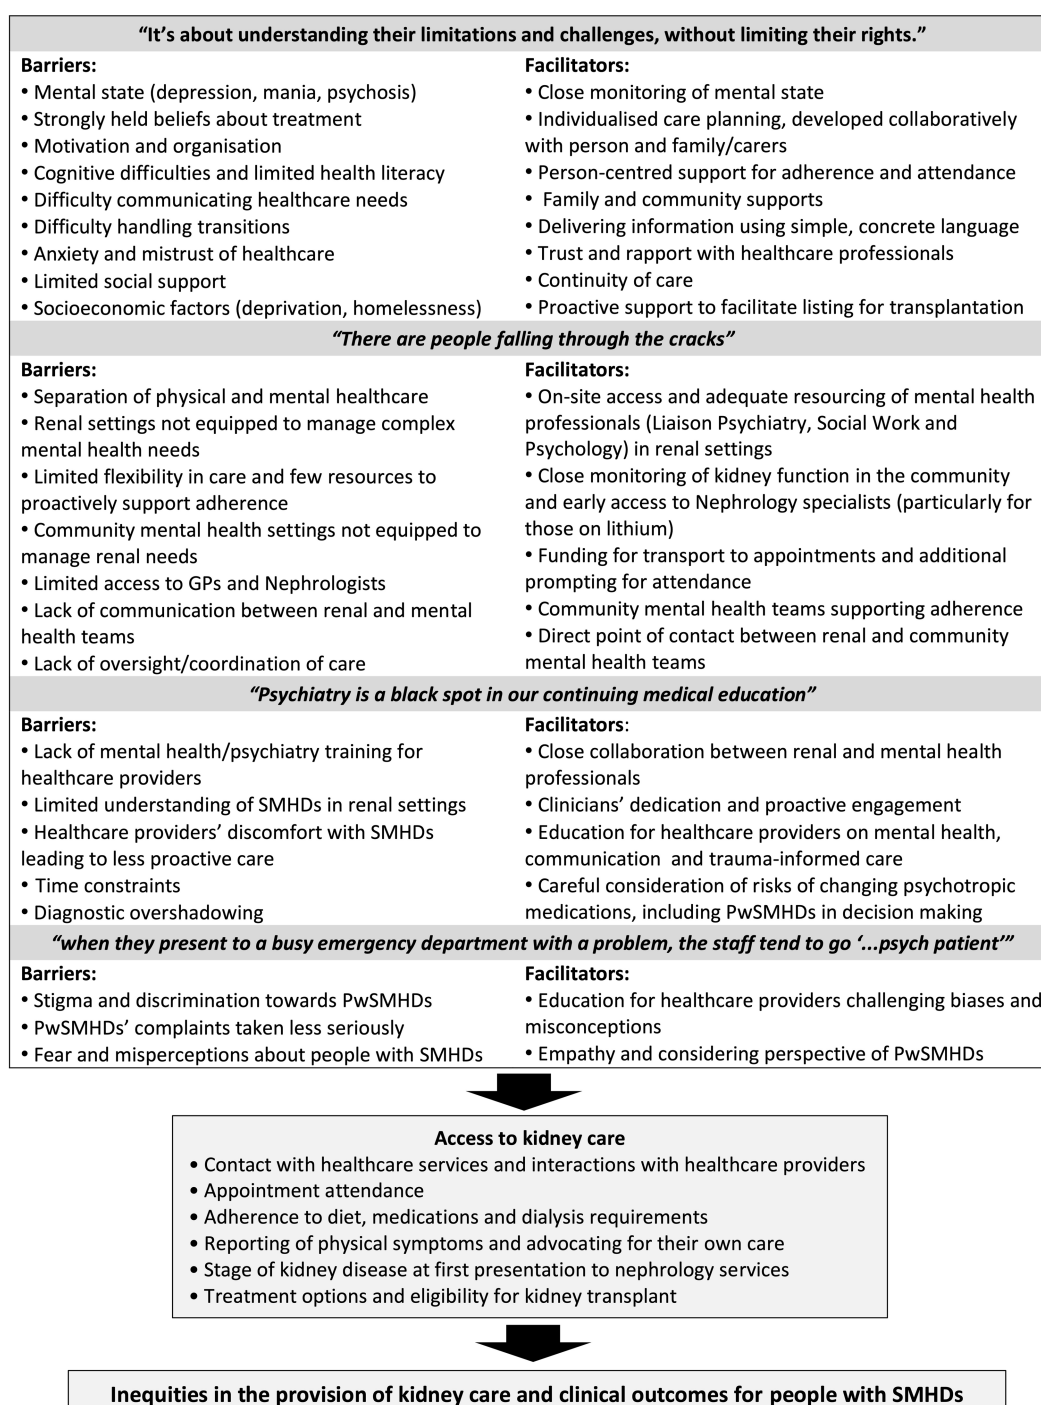 “It’s about understanding their limitations and challenges, without limiting their rights.”
Barriers:
• Mental state (depression, mania, psychosis)
• Strongly held beliefs about treatment
• Motivation and organisation
• Cognitive difficulties and limited health literacy
• Difficulty communicating healthcare needs
• Difficulty handling transitions
• Anxiety and mistrust of healthcare
• Limited social support
• Socioeconomic factors (deprivation, homelessness)
Facilitators:
• Close monitoring of mental state
• Individualised care planning, developed collaboratively
with person and family/carers
• Person-centred support for adherence and attendance
• Family and community supports
• Delivering information using simple, concrete language
• Trust and rapport with healthcare professionals
• Continuity of care
• Proactive support to facilitate listing for transplantation
“There are people falling through the cracks”
Barriers:
• Separation of physical and mental healthcare
• Renal settings not equipped to manage complex
mental health needs
• Limited flexibility in care and few resources to
proactively support adherence
• Community mental health settings not equipped to
manage renal needs
• Limited access to GPs and Nephrologists
• Lack of communication between renal and mental
health teams
• Lack of oversight/coordination of care
Facilitators:
• On-site access and adequate resourcing of mental health
professionals (Liaison Psychiatry, Social Work and
Psychology) in renal settings
• Close monitoring of kidney function in the community
and early access to Nephrology specialists (particularly for
those on lithium)
• Funding for transport to appointments and additional
prompting for attendance
• Community mental health teams supporting adherence
• Direct point of contact between renal and community
mental health teams
“Psychiatry is a black spot in our continuing medical education”
Barriers:
• Lack of mental health/psychiatry training for
healthcare providers
• Limited understanding of SMHDs in renal settings
• Healthcare providers’ discomfort with SMHDs
leading to less proactive care
• Time constraints
• Diagnostic overshadowing
Facilitators:
• Close collaboration between renal and mental health
professionals
• Clinicians’ dedication and proactive engagement
• Education for healthcare providers on mental health,
communication and trauma-informed care
• Careful consideration of risks of changing psychotropic
medications, including PwSMHDs in decision making
“when they present to a busy emergency department with a problem, the staff tend to go ‘...psych patient’”
Barriers:
• Stigma and discrimination towards PwSMHDs
• PwSMHDs’ complaints taken less seriously
• Fear and misperceptions about people with SMHDs
Facilitators:
• Education for healthcare providers challenging biases and
misconceptions
• Empathy and considering perspective of PwSMHDs
Access to kidney care
• Contact with healthcare services and interactions with healthcare providers
• Appointment attendance
• Adherence to diet, medications and dialysis requirements
• Reporting of physical symptoms and advocating for their own care
• Stage of kidney disease at first presentation to nephrology services
• Treatment options and eligibility for kidney transplant
Inequities in the provision of kidney care and clinical outcomes for people with SMHDs